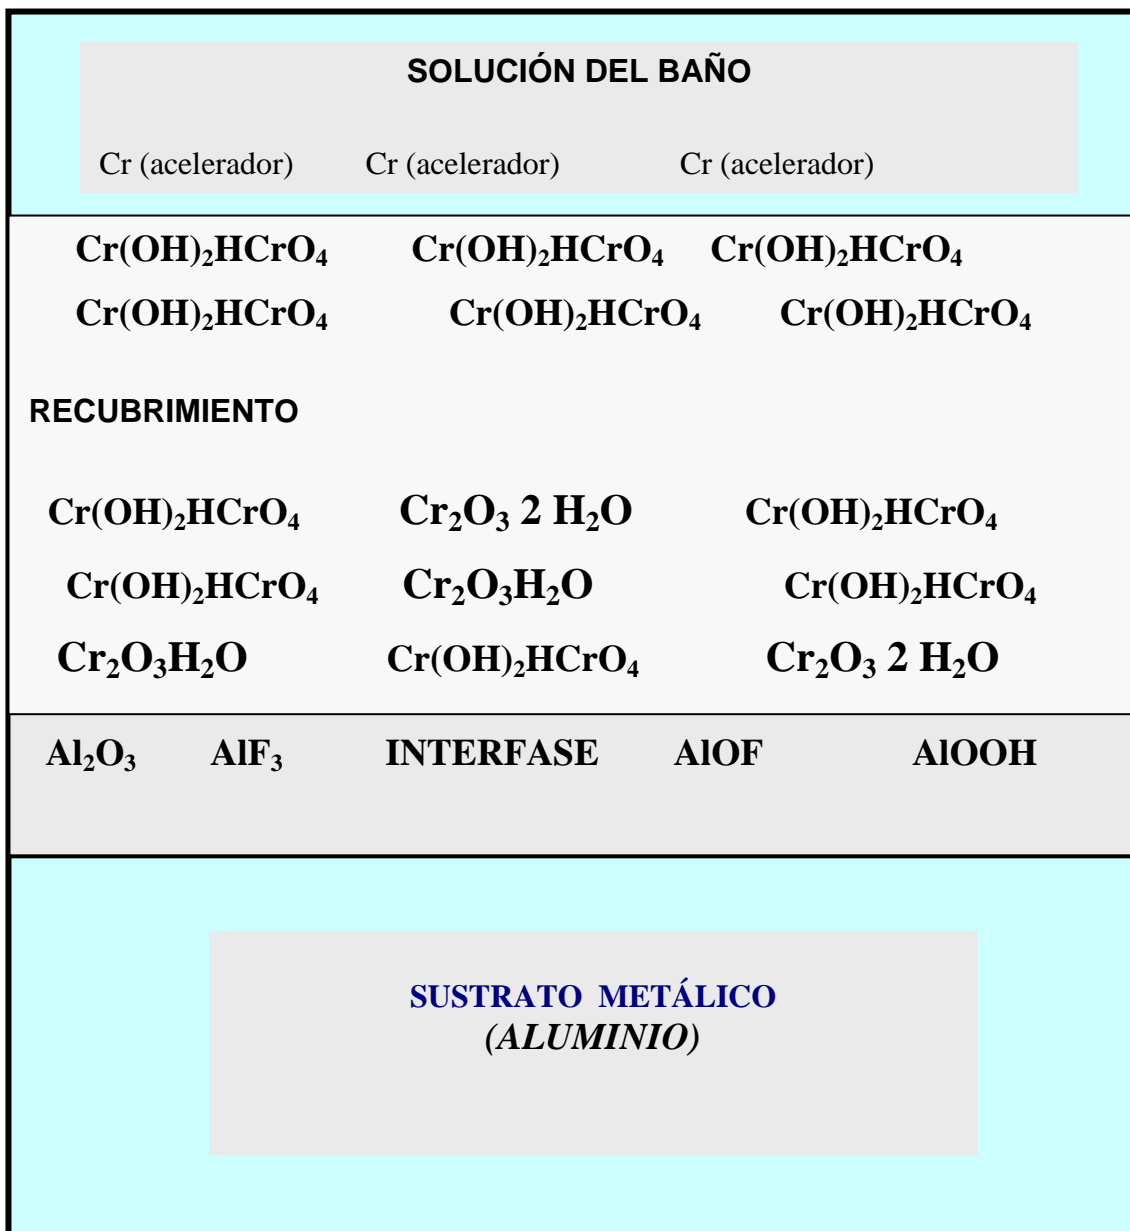 SOLUCIÓN DEL BAÑO
Cr (acelerador) Cr (acelerador) Cr (acelerador)
Cr(OH)₂HCrO₄ Cr(OH)₂HCrO₄ Cr(OH)₂HCrO₄
Cr(OH)₂HCrO₄ Cr(OH)₂HCrO₄ Cr(OH)₂HCrO₄
RECUBRIMIENTO
Cr(OH)₂HCrO₄ Cr₂O₃ 2 H₂O Cr(OH)₂HCrO₄
Cr(OH)₂HCrO₄ Cr₂O₃H₂O Cr(OH)₂HCrO₄
Cr₂O₃H₂O Cr(OH)₂HCrO₄ Cr₂O₃ 2 H₂O
Al₂O₃ AlF₃ INTERFASE AlOF AlOOH
SUSTRATO METÁLICO
(ALUMINIO)